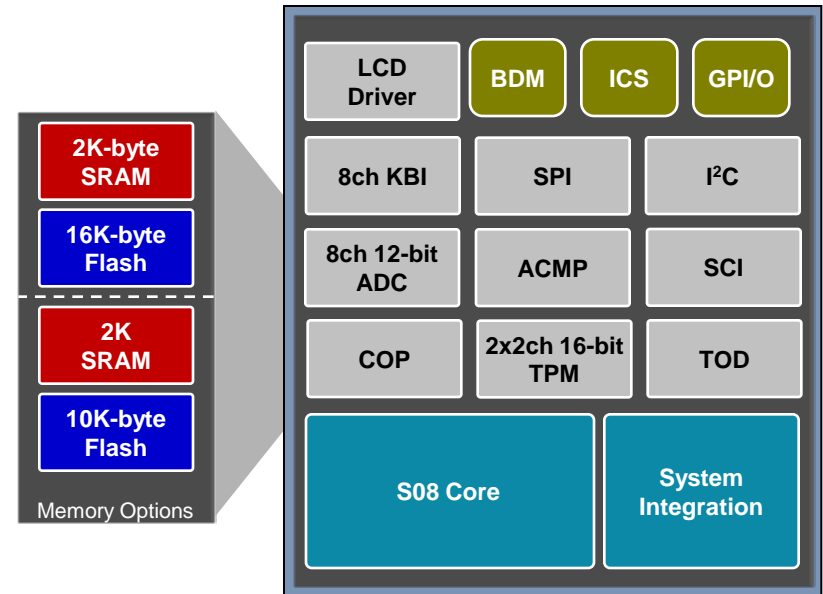 2K-byte
SRAM
16K-byte
Flash
2K
SRAM
10K-byte
Flash
Memory Options
LCD
Driver
BDM
ICS
GPI/O
8ch KBI
SPI
I²C
8ch 12-bit
ADC
ACMP
SCI
COP
2x2ch 16-bit
TPM
TOD
S08 Core
System
Integration